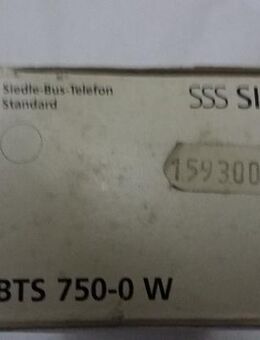 Siedle-Bus-Telefon
Standard
SSS SI
159300
BTS 750-0 W